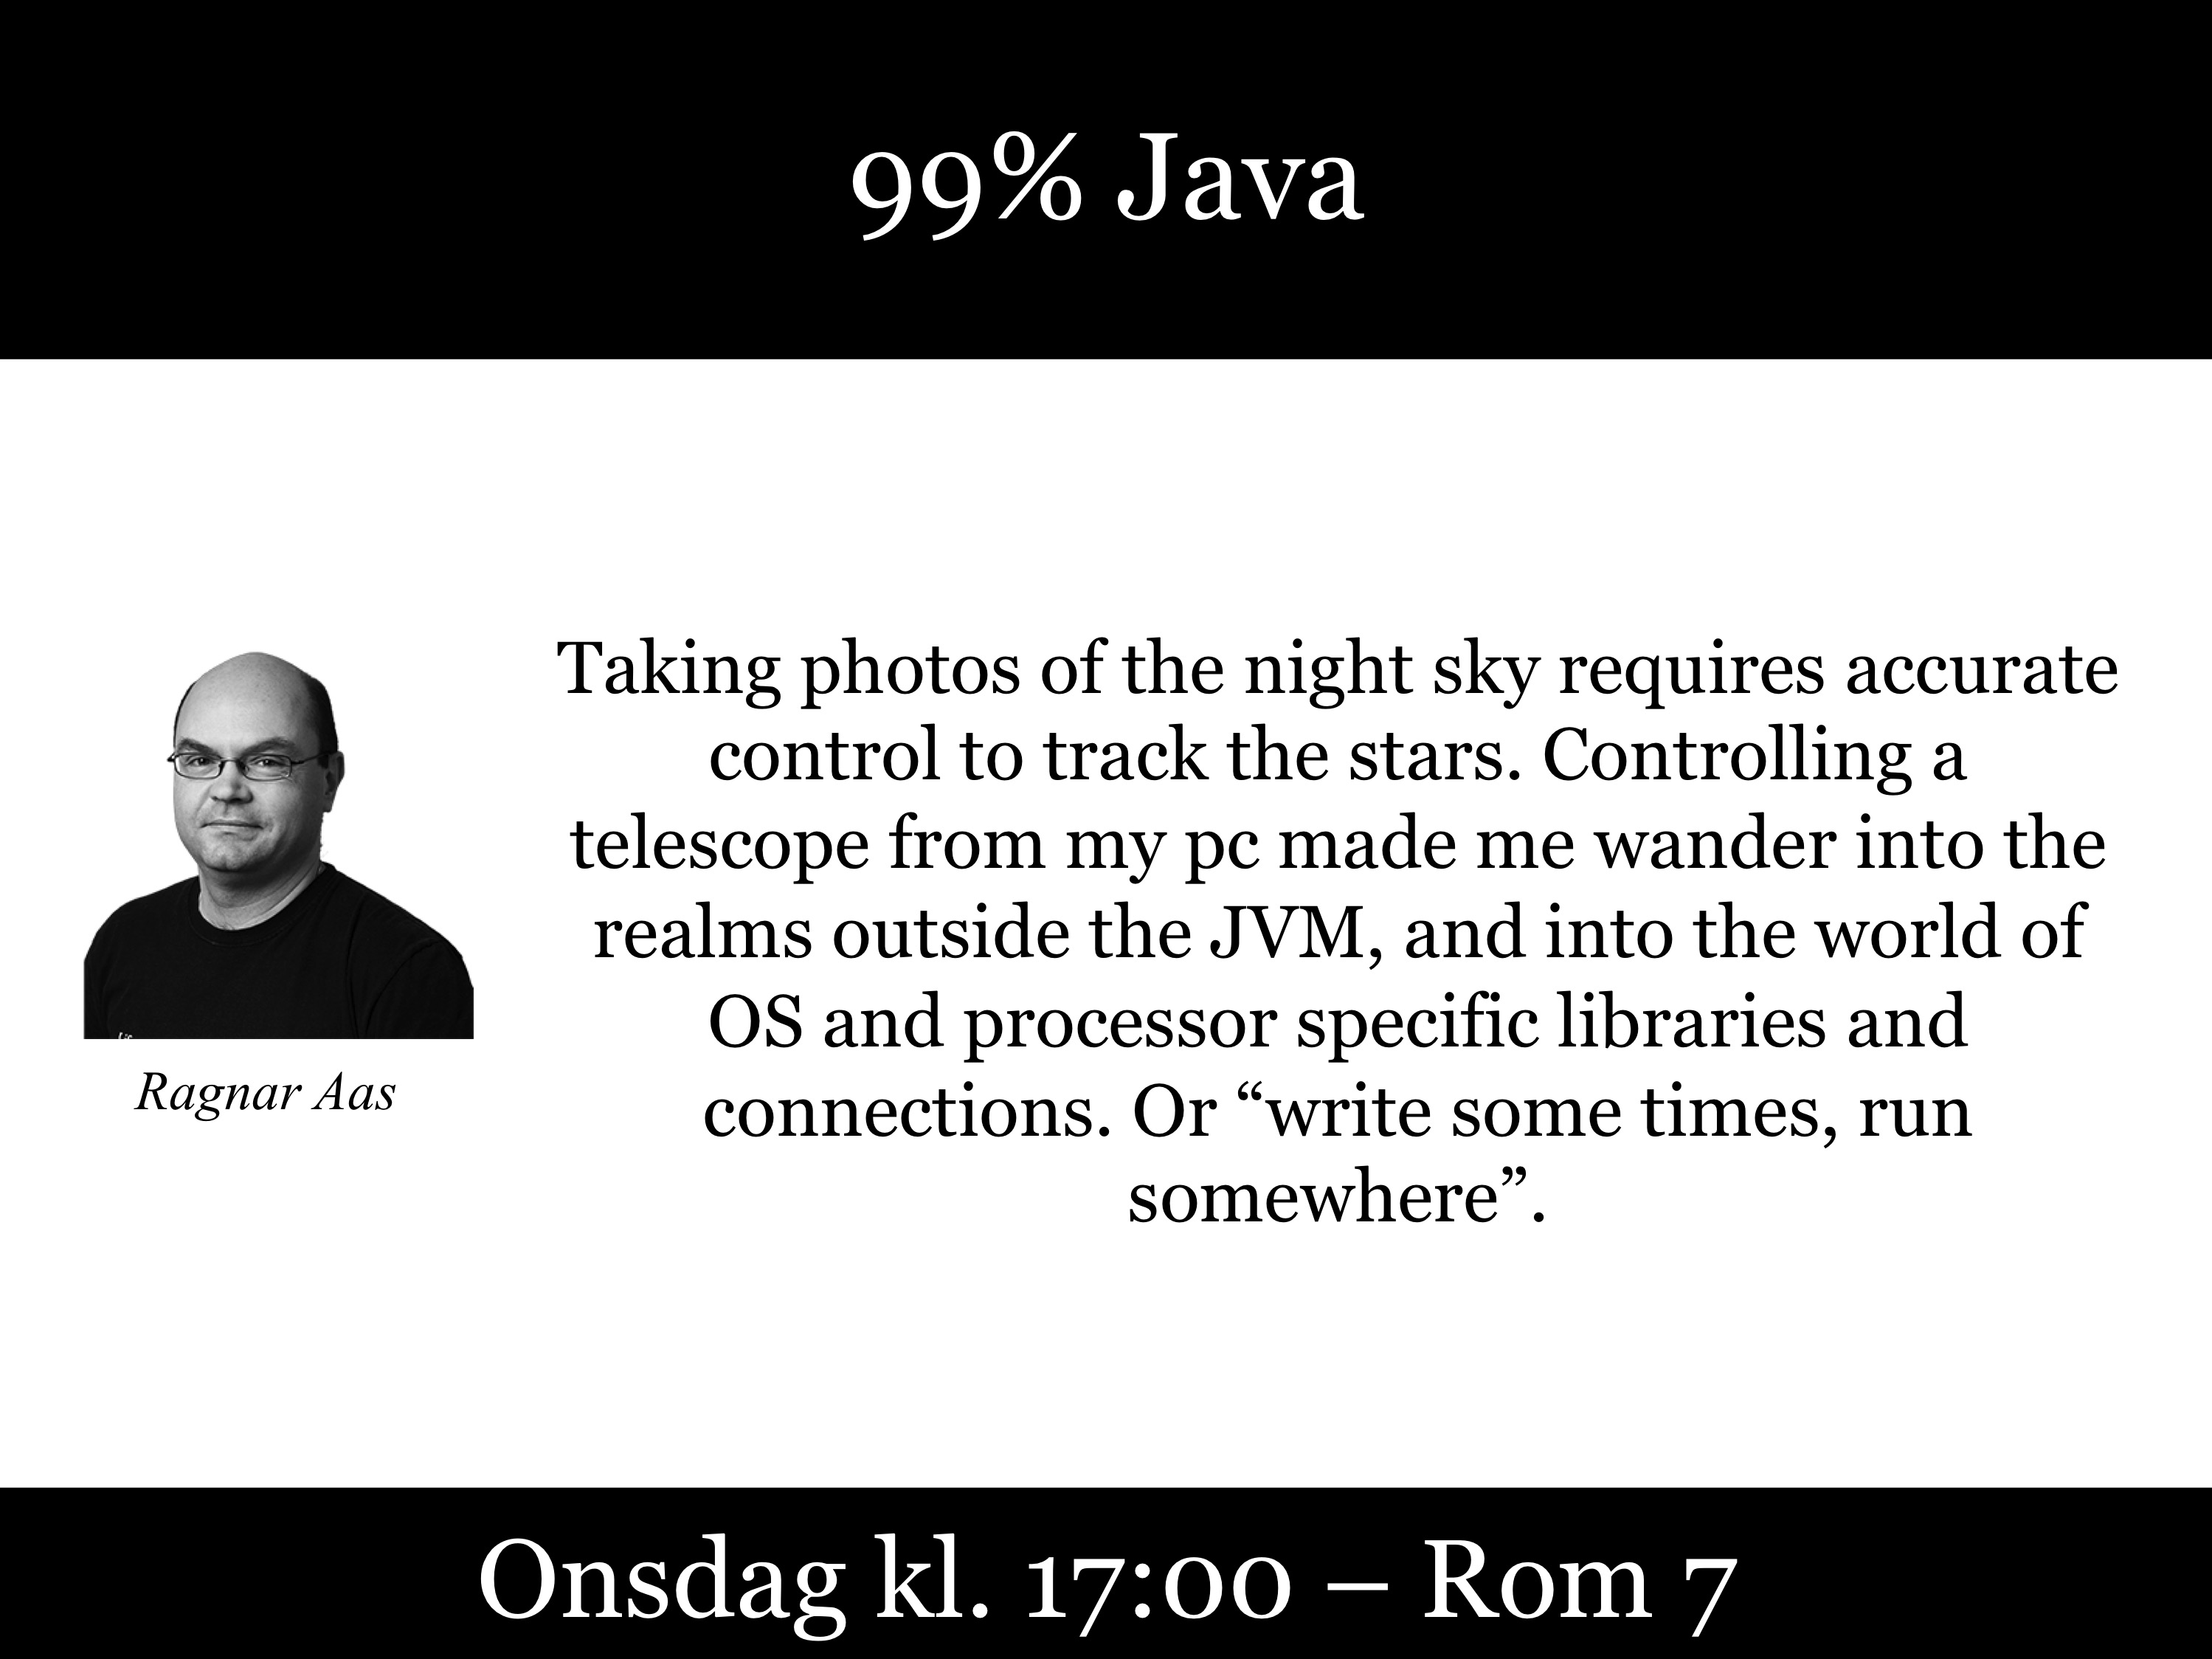 99% Java
Taking photos of the night sky requires accurate
control to track the stars. Controlling a
telescope from my pc made me wander into the
realms outside the JVM, and into the world of
OS and processor specific libraries and
connections. Or “write some times, run
somewhere”.
Ragnar Aas
Onsdag kl. 17:00 – Rom 7